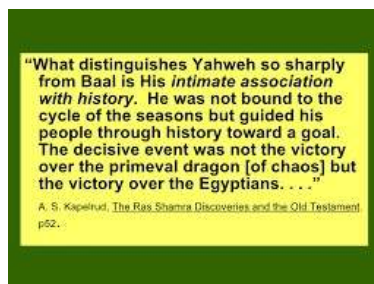 “What distinguishes Yahweh so sharply
from Baal is His intimate association
with history. He was not bound to the
cycle of the seasons but guided his
people through history toward a goal.
The decisive event was not the victory
over the primeval dragon [of chaos] but
the victory over the Egyptians. . . .”
A. S. Kapelrud, The Ras Shamra Discoveries and the Old Testament,
p52.